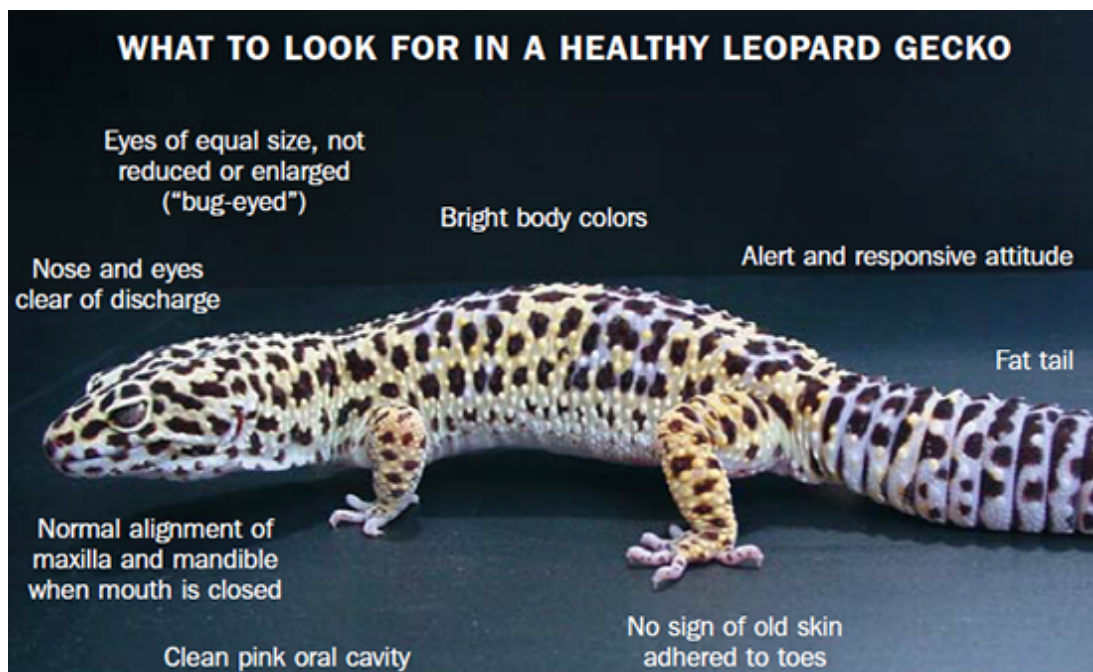 WHAT TO LOOK FOR IN A HEALTHY LEOPARD GECKO
Eyes of equal size, not
reduced or enlarged
(“bug-eyed”)
Bright body colors
Alert and responsive attitude
Nose and eyes
clear of discharge
Fat tail
Normal alignment of
maxilla and mandible
when mouth is closed
No sign of old skin
adhered to toes
Clean pink oral cavity